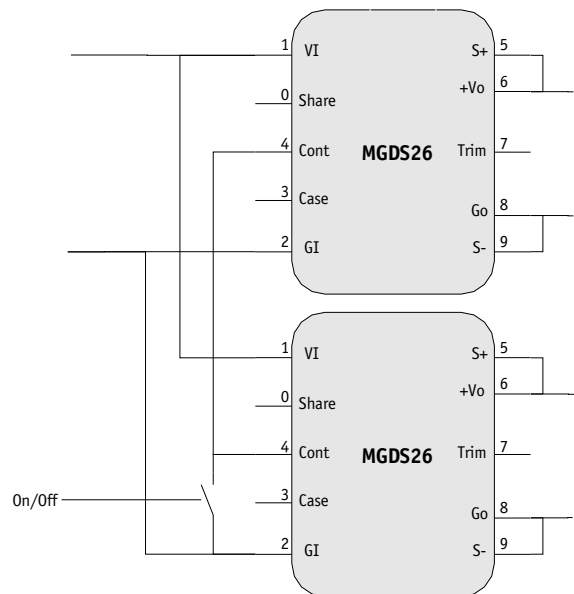 1 VI S+ 5
+Vo 6
0 Share
4 Cont MGDS26 Trim 7
3 Case
Go 8
2 GI S- 9
1 VI S+ 5
+Vo 6
0 Share
4 Cont MGDS26 Trim 7
On/Off 3 Case
Go 8
2 GI S- 9